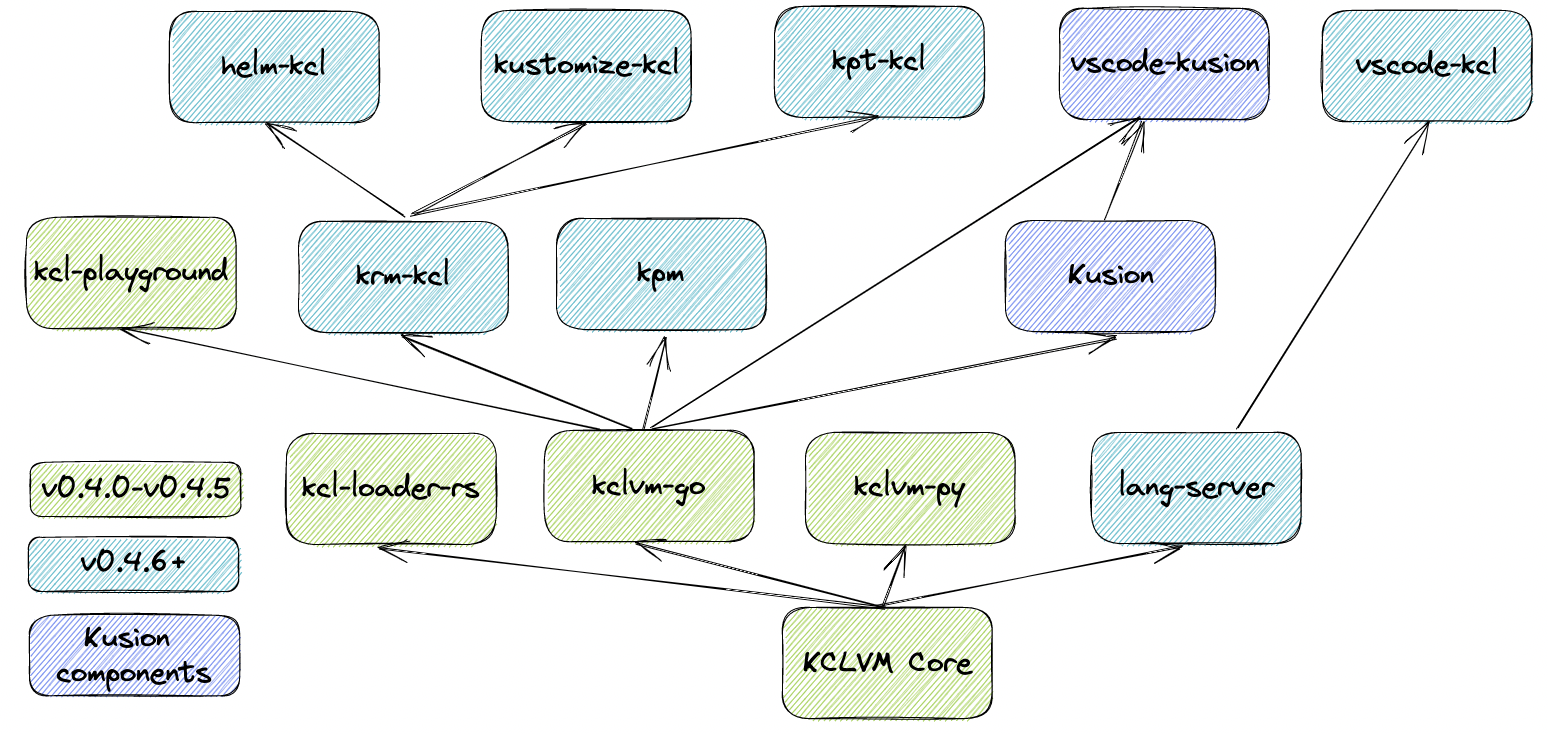 helm-kcl
kustomize-kcl
kpt-kcl
vscode-kusion
vscode-kcl
kcl-playground
krm-kcl
kpm
Kusion
kcl-loader-rs
kclvm-go
kclvm-py
lang-server
v0.4.0-v0.4.5
v0.4.6+
Kusion
components
KCLVM Core